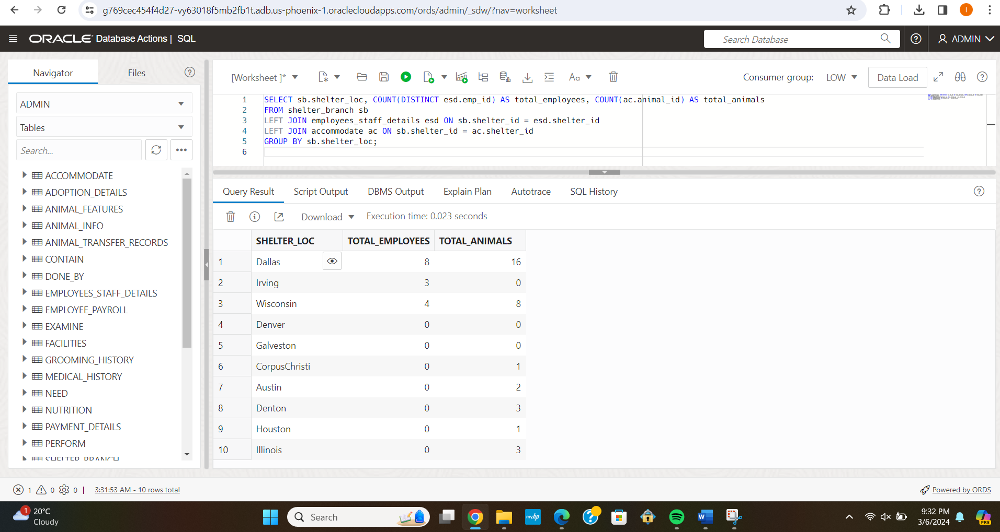 g769cec454f4d27-vy63018f5mb2fb1t.adb.us-phoenix-1.oraclecloudapps.com/ords/admin/_sdw/?nav=worksheet
I
ORACLE Database Actions | SQL
Search Database
ADMIN
Navigator
Files
ADMIN
Tables
Search...
ACCOMMODATE
ADOPTION_DETAILS
ANIMAL_FEATURES
ANIMAL_INFO
ANIMAL_TRANSFER_RECORDS
CONTAIN
DONE_BY
EMPLOYEES_STAFF_DETAILS
EMPLOYEE_PAYROLL
EXAMINE
FACILITIES
GROOMING_HISTORY
MEDICAL_HISTORY
NEED
NUTRITION
PAYMENT_DETAILS
PERFORM
SHELTER_BRANCH
[Worksheet ]*
Aa
Consumer group: LOW
Data Load
1 SELECT sb.shelter_loc, COUNT(DISTINCT esd.emp_id) AS total_employees, COUNT(ac.animal_id) AS total_animals
2 FROM shelter_branch sb
3 LEFT JOIN employees_staff_details esd ON sb.shelter_id = esd.shelter_id
4 LEFT JOIN accommodate ac ON sb.shelter_id = ac.shelter_id
5 GROUP BY sb.shelter_loc;
6
Query Result Script Output DBMS Output Explain Plan Autotrace SQL History
Download Execution time: 0.023 seconds
SHELTER_LOC TOTAL_EMPLOYEES TOTAL_ANIMALS
1 Dallas 8 16
2 Irving 3 0
3 Wisconsin 4 8
4 Denver 0 0
5 Galveston 0 0
6 CorpusChristi 0 1
7 Austin 0 2
8 Denton 0 3
9 Houston 0 1
10 Illinois 0 3
1 0 0 | 3:31:53 AM - 10 rows total
Powered by ORDS
1
20°C
Cloudy
Search
myhp
W
9:32 PM
3/6/2024
PRE